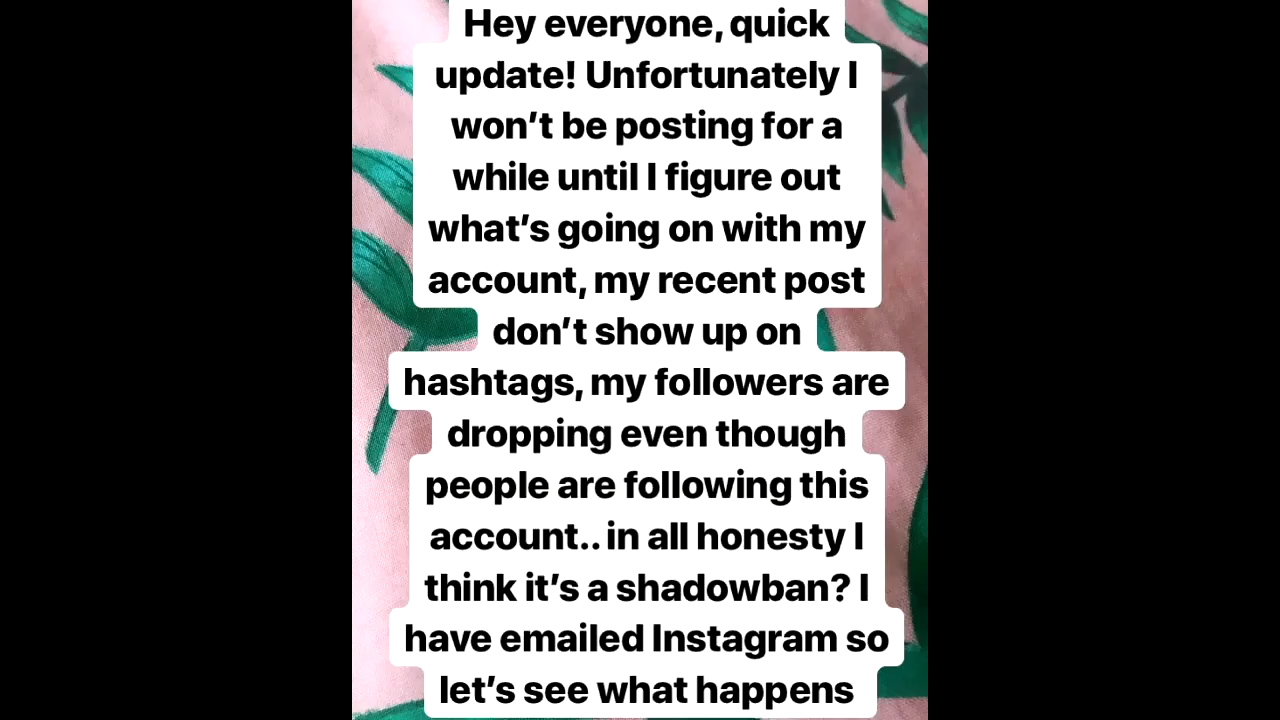 Hey everyone, quick
update! Unfortunately I
won’t be posting for a
while until I figure out
what’s going on with my
account, my recent post
don’t show up on
hashtags, my followers are
dropping even though
people are following this
account.. in all honesty I
think it’s a shadowban? I
have emailed Instagram so
let’s see what happens